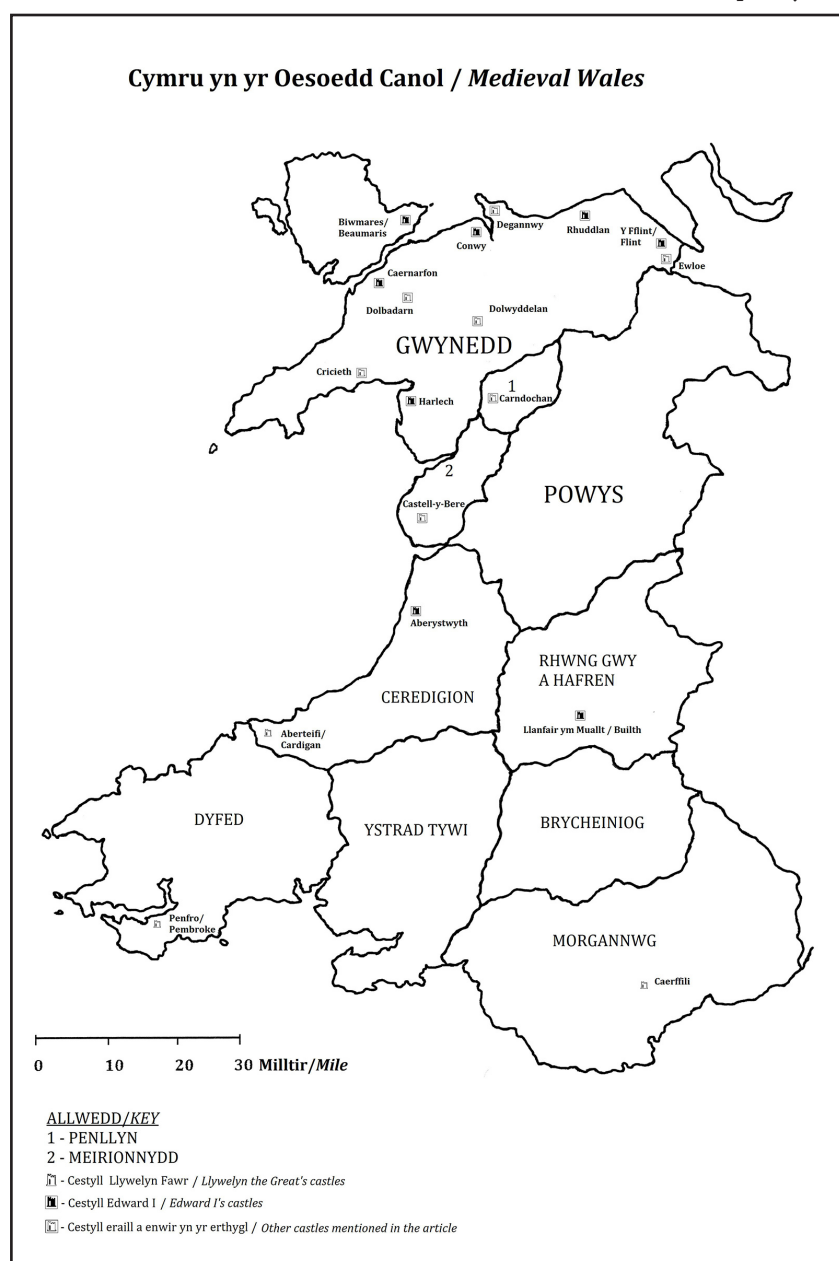 Cymru yn yr Oesoedd Canol / Medieval Wales
Biwmares/
Beaumaris
Degannwy
Conwy
Rhuddlan
Y Fflint/
Flint
Ewloe
Caernarfon
Dolbadarn
Dolwyddelan
GWYNEDD
Cricieth
1
Harlech
Carndochan
2
POWYS
Castell-y-Bere
Aberystwyth
RHWNG GWY
A HAFREN
CEREDIGION
Llanfair ym Muallt / Builth
Aberteifi/
Cardigan
DYFED
YSTRAD TYWI
BRYCHEINIOG
Penfro/
Pembroke
MORGANNWG
Caerffili
0 10 20 30 Milltir/Mile
ALLWEDD/KEY
1 - PENLLYN
2 - MEIRIONNYDD
- Cestyll Llywelyn Fawr / Llywelyn the Great's castles
- Cestyll Edward I / Edward I's castles
- Cestyll eraill a enwir yn yr erthygl / Other castles mentioned in the article